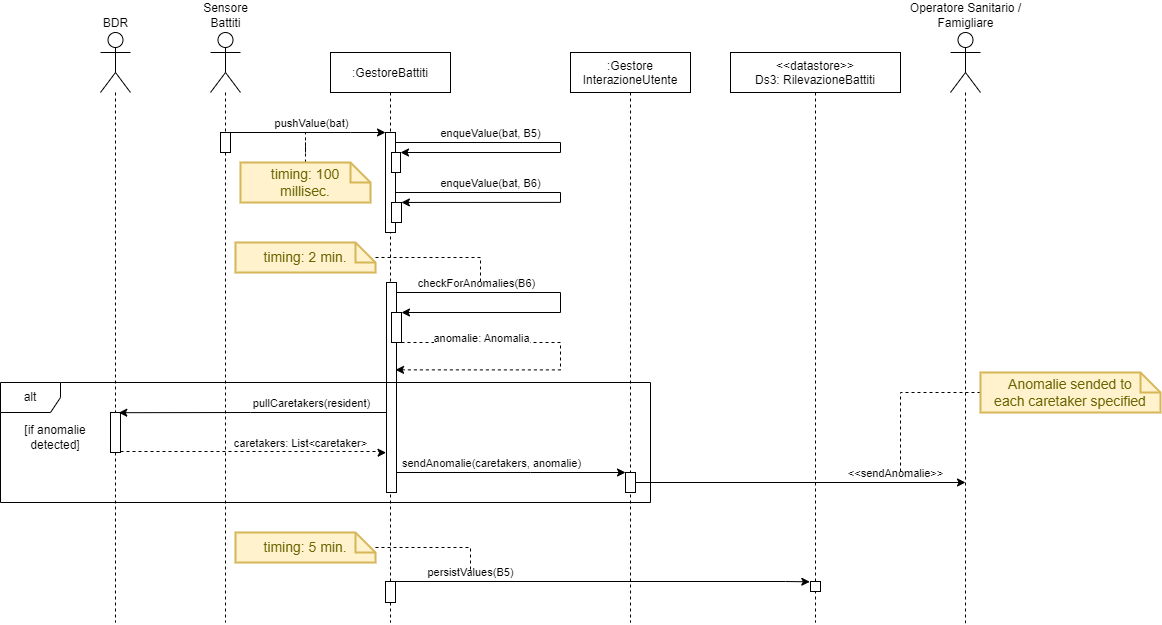 BDR
Sensore
Battiti
Operatore Sanitario /
Famigliare
:GestoreBattiti
:Gestore
InterazioneUtente
<<datastore>>
Ds3: RilevazioneBattiti
pushValue(bat)
enqueValue(bat, B5)
timing: 100
millisec.
enqueValue(bat, B6)
timing: 2 min.
checkForAnomalies(B6)
anomalie: Anomalia
alt
[if anomalie
detected]
pullCaretakers(resident)
Anomalie sended to
each caretaker specified
caretakers: List<caretaker>
sendAnomalie(caretakers, anomalie)
<<sendAnomalie>>
timing: 5 min.
persistValues(B5)